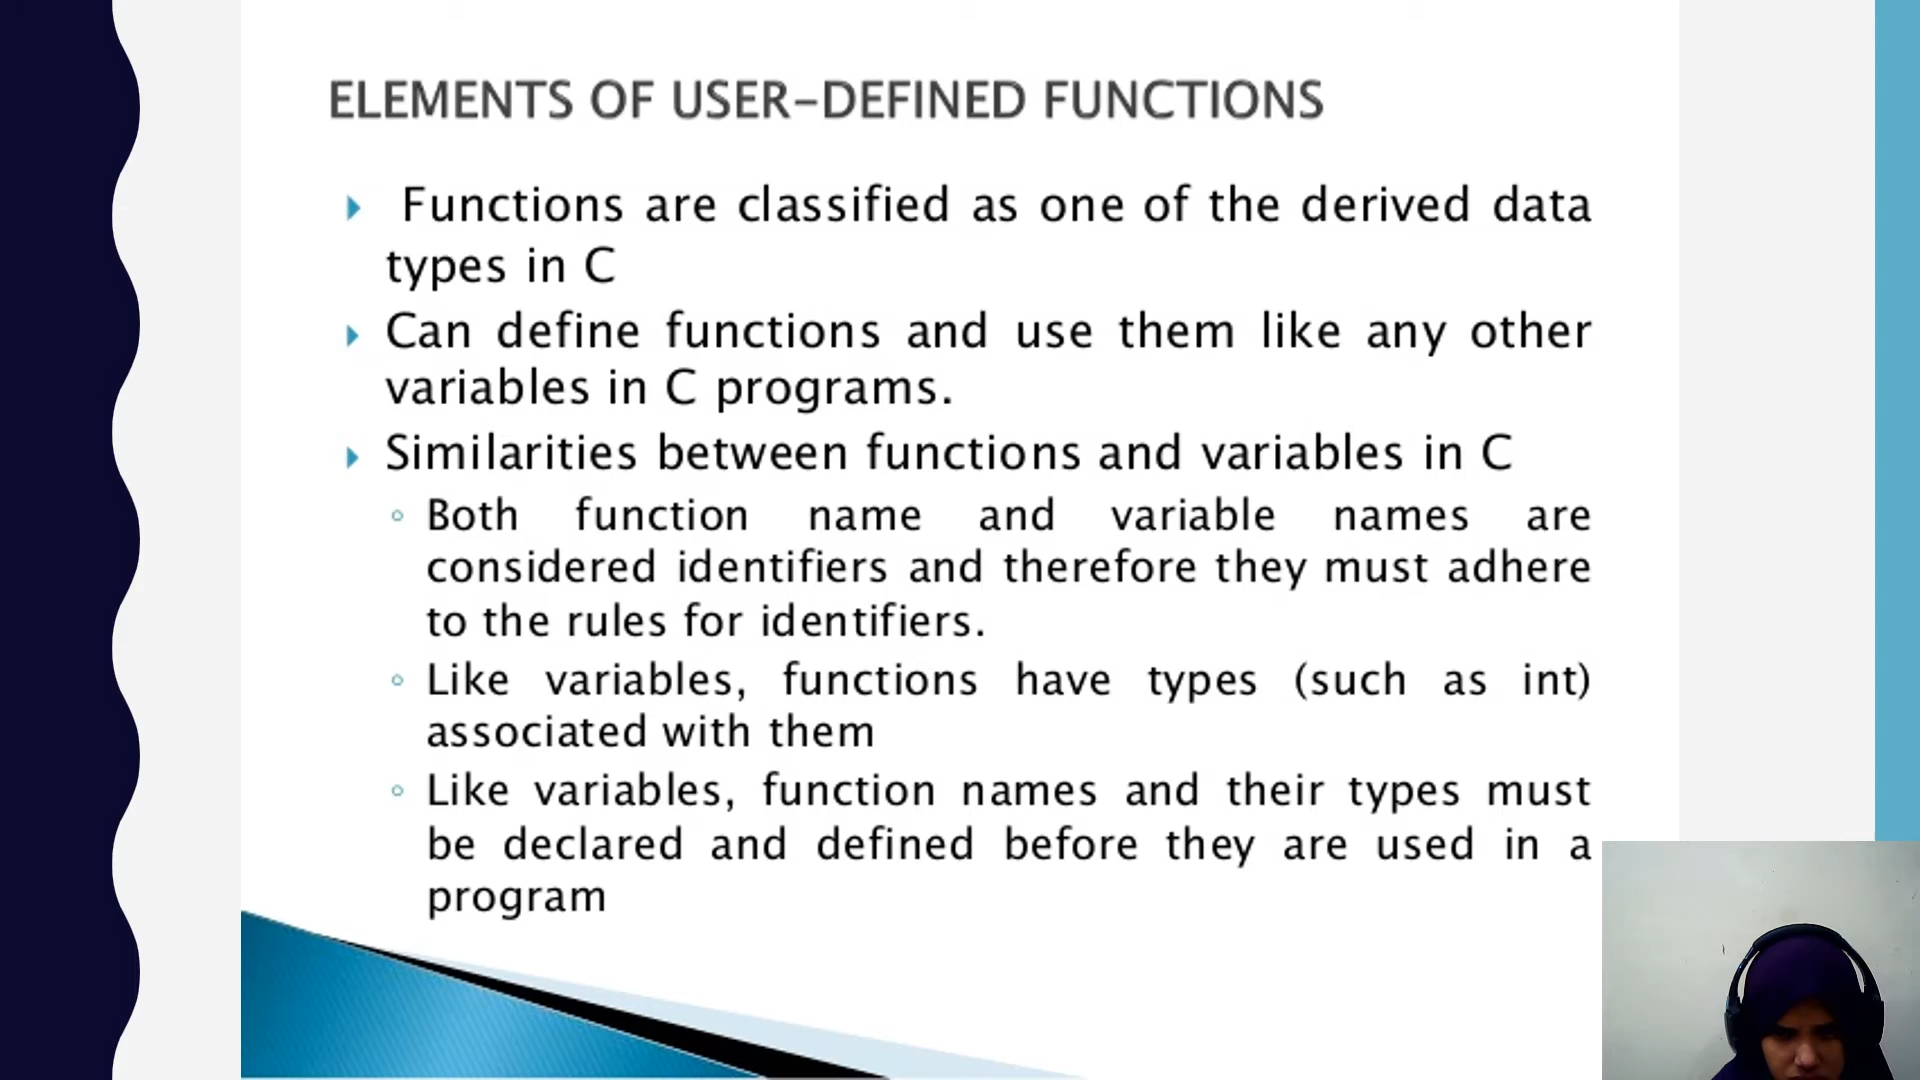 ELEMENTS OF USER-DEFINED FUNCTIONS
Functions are classified as one of the derived data
types in C
Can define functions and use them like any other
variables in C programs.
Similarities between functions and variables in C
Both function name and variable names are
considered identifiers and therefore they must adhere
to the rules for identifiers.
Like variables, functions have types (such as int)
associated with them
Like variables, function names and their types must
be declared and defined before they are used in a
program